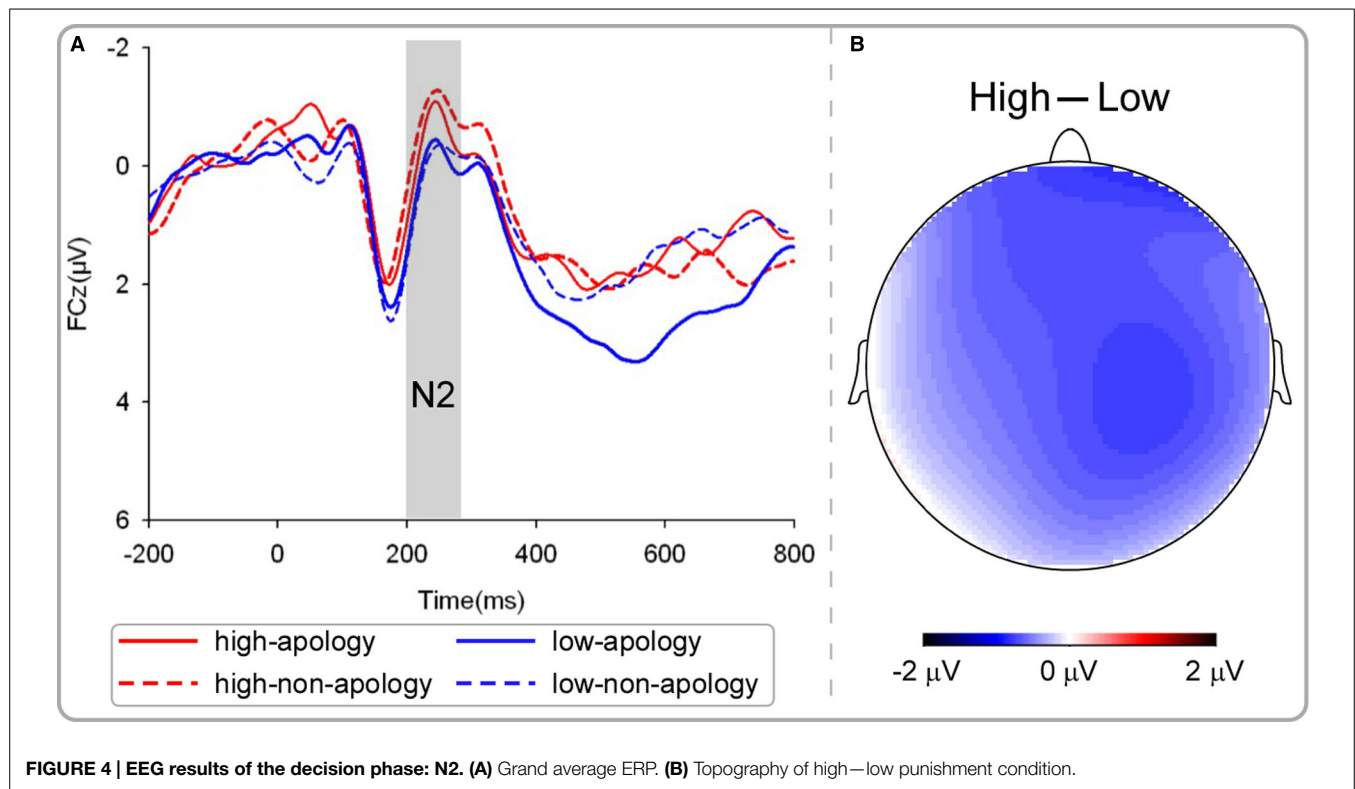 A
-2
0
2
4
6
FCz(µV)
N2
-200 0 200 400 600 800
Time(ms)
high-apology low-apology
high-non-apology low-non-apology
B
High — Low
-2 µV 0 µV 2 µV
FIGURE 4 | EEG results of the decision phase: N2. (A) Grand average ERP. (B) Topography of high—low punishment condition.